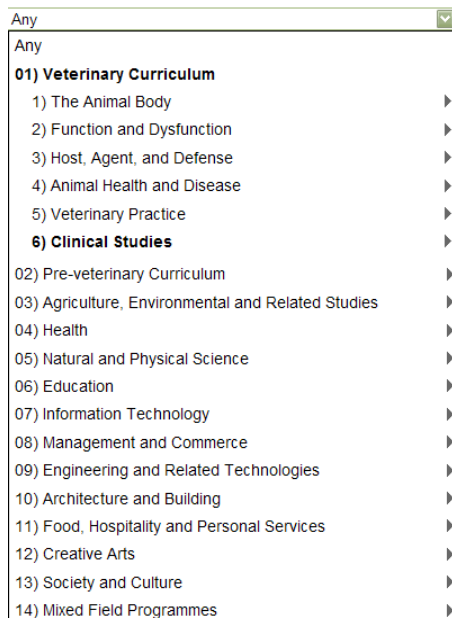 Any
Any
01) Veterinary Curriculum
1) The Animal Body
2) Function and Dysfunction
3) Host, Agent, and Defense
4) Animal Health and Disease
5) Veterinary Practice
6) Clinical Studies
02) Pre-veterinary Curriculum
03) Agriculture, Environmental and Related Studies
04) Health
05) Natural and Physical Science
06) Education
07) Information Technology
08) Management and Commerce
09) Engineering and Related Technologies
10) Architecture and Building
11) Food, Hospitality and Personal Services
12) Creative Arts
13) Society and Culture
14) Mixed Field Programmes